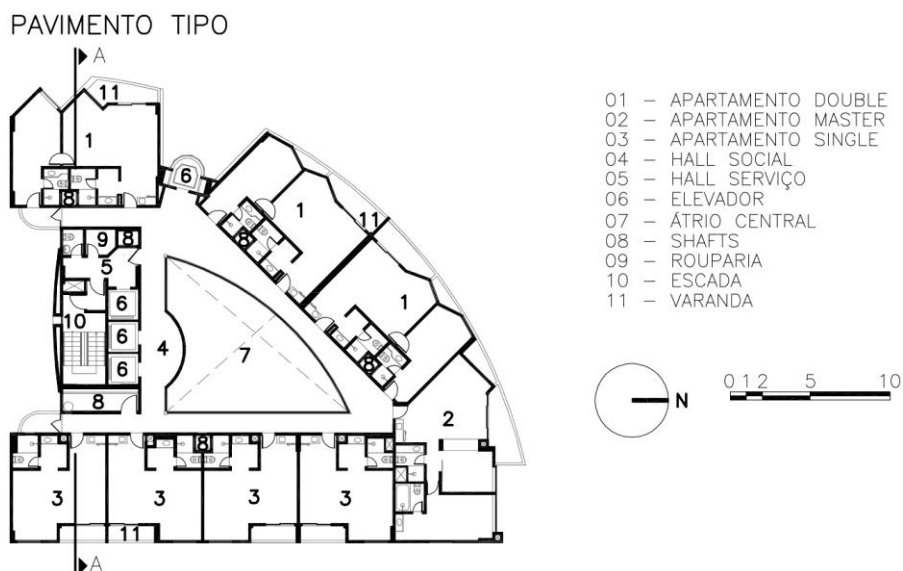 PAVIMENTO TIPO
A
11
1
6
8
1
11
9
8
8
5
1
6
10
6
4
7
8
6
8
2
8
3
3
3
3
11
A
01 – APARTAMENTO DOUBLE
02 – APARTAMENTO MASTER
03 – APARTAMENTO SINGLE
04 – HALL SOCIAL
05 – HALL SERVIÇO
06 – ELEVADOR
07 – ÁTRIO CENTRAL
08 – SHAFTS
09 – ROUPARIA
10 – ESCADA
11 – VARANDA
N
0 1 2 5 10